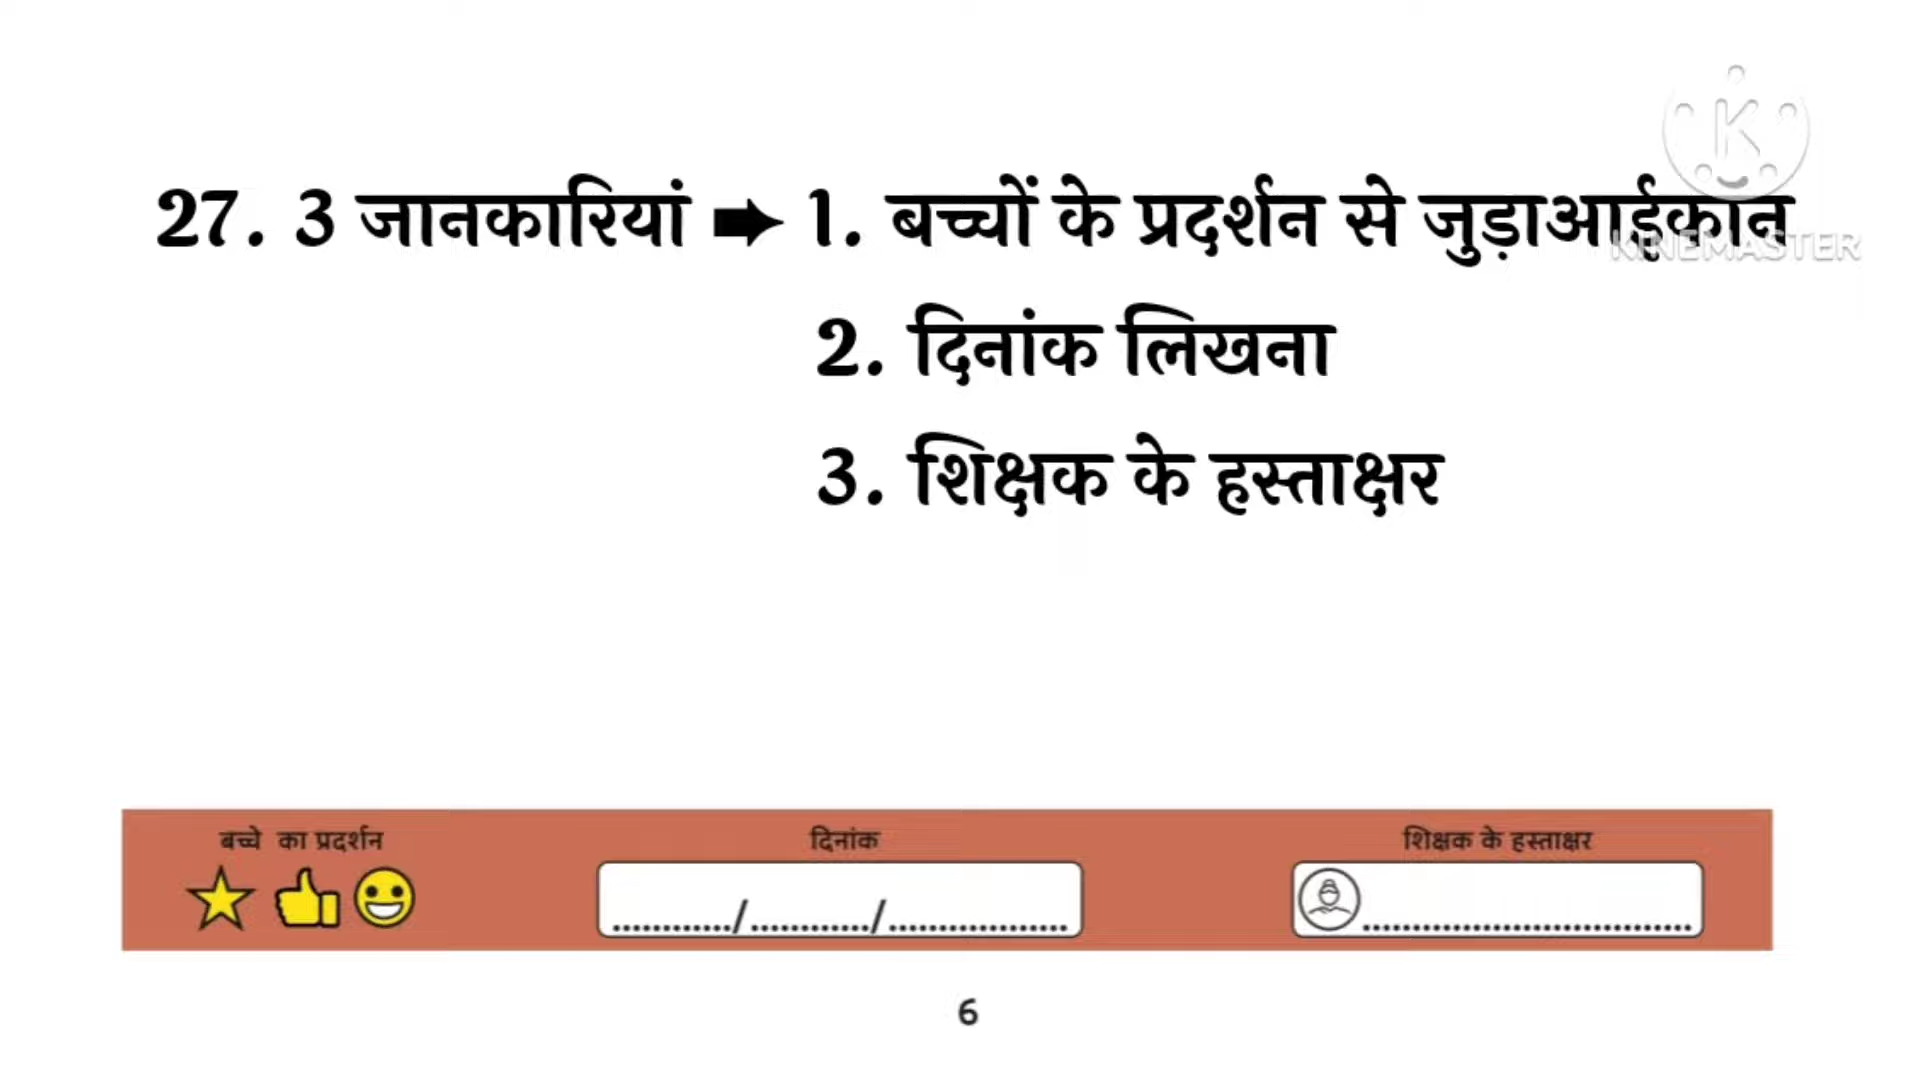 27. 3 जानकारियां ➡ 1. बच्चों के प्रदर्शन से जुड़ाआईकान
2. दिनांक लिखना
3. शिक्षक के हस्ताक्षर
K
KINEMASTER
बच्चे का प्रदर्शन दिनांक शिक्षक के हस्ताक्षर
............/............/.................. ..............................
6